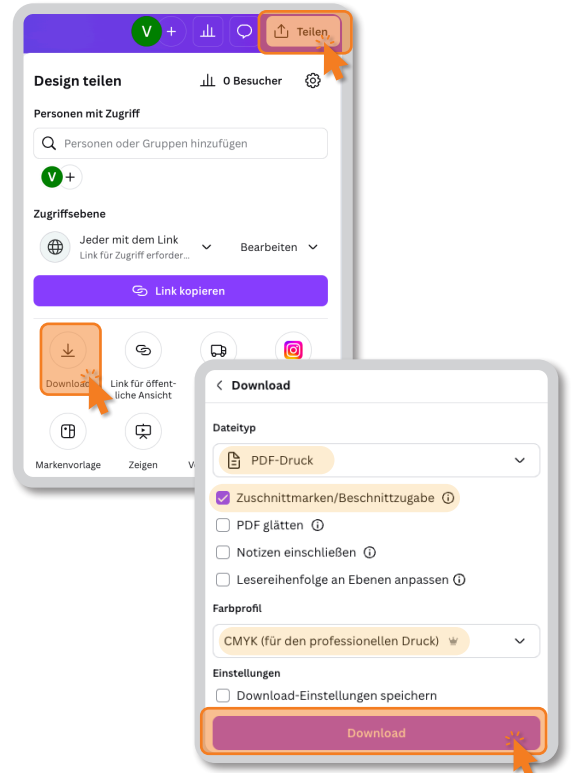 V
+
Teilen
Design teilen
0 Besucher
Personen mit Zugriff
Personen oder Gruppen hinzufügen
V
+
Zugriffsebene
Jeder mit dem Link
Link für Zugriff erforder...
Bearbeiten
Link kopieren
Download
Link für öffent-
liche Ansicht
Markenvorlage
Zeigen
Download
Dateityp
PDF-Druck
Zuschnittmarken/Beschnittzugabe
PDF glätten
Notizen einschließen
Lesereihenfolge an Ebenen anpassen
Farbprofil
CMYK (für den professionellen Druck)
Einstellungen
Download-Einstellungen speichern
Download